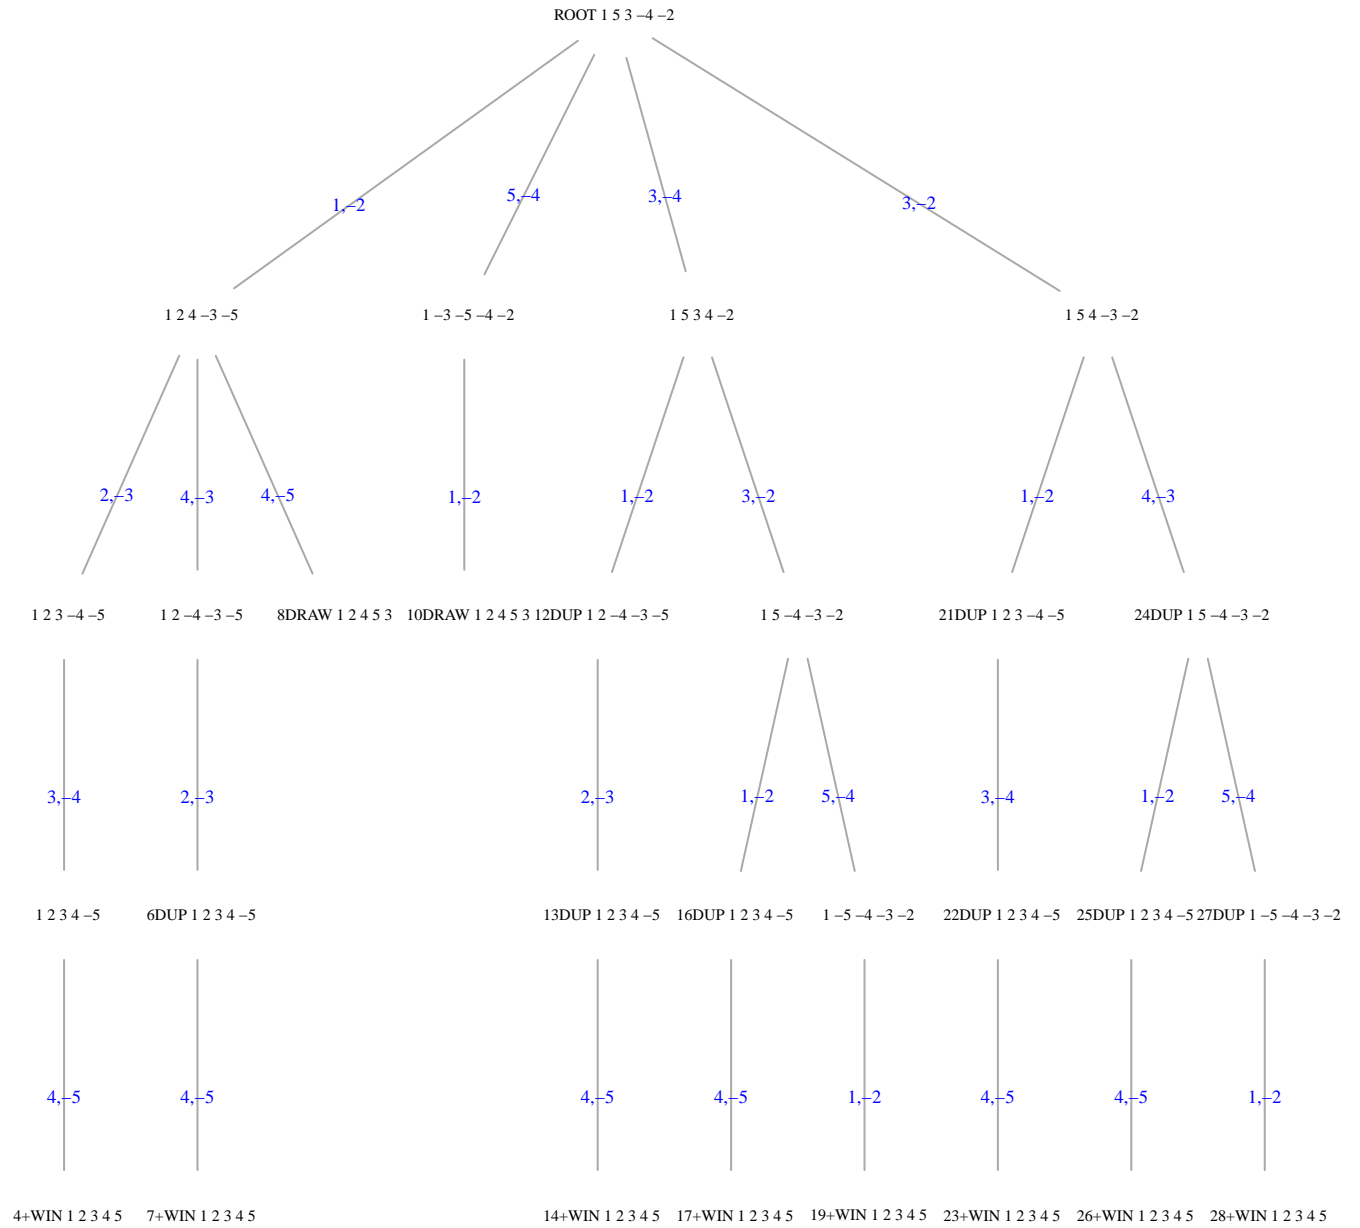 ROOT 1 5 3 –4 –2
1,–2
5,–4
3,–4
3,–2
1 2 4 –3 –5
1 –3 –5 –4 –2
1 5 3 4 –2
1 5 4 –3 –2
2,–3
4,–3
4,–5
1,–2
1,–2
3,–2
1,–2
4,–3
1 2 3 –4 –5
1 2 –4 –3 –5
8DRAW 1 2 4 5 3
10DRAW 1 2 4 5 3
12DUP 1 2 –4 –3 –5
1 5 –4 –3 –2
21DUP 1 2 3 –4 –5
24DUP 1 5 –4 –3 –2
3,–4
2,–3
2,–3
1,–2
5,–4
3,–4
1,–2
5,–4
1 2 3 4 –5
6DUP 1 2 3 4 –5
13DUP 1 2 3 4 –5
16DUP 1 2 3 4 –5
1 –5 –4 –3 –2
22DUP 1 2 3 4 –5
25DUP 1 2 3 4 –5
27DUP 1 –5 –4 –3 –2
4,–5
4,–5
4,–5
4,–5
1,–2
4,–5
4,–5
1,–2
4+WIN 1 2 3 4 5
7+WIN 1 2 3 4 5
14+WIN 1 2 3 4 5
17+WIN 1 2 3 4 5
19+WIN 1 2 3 4 5
23+WIN 1 2 3 4 5
26+WIN 1 2 3 4 5
28+WIN 1 2 3 4 5